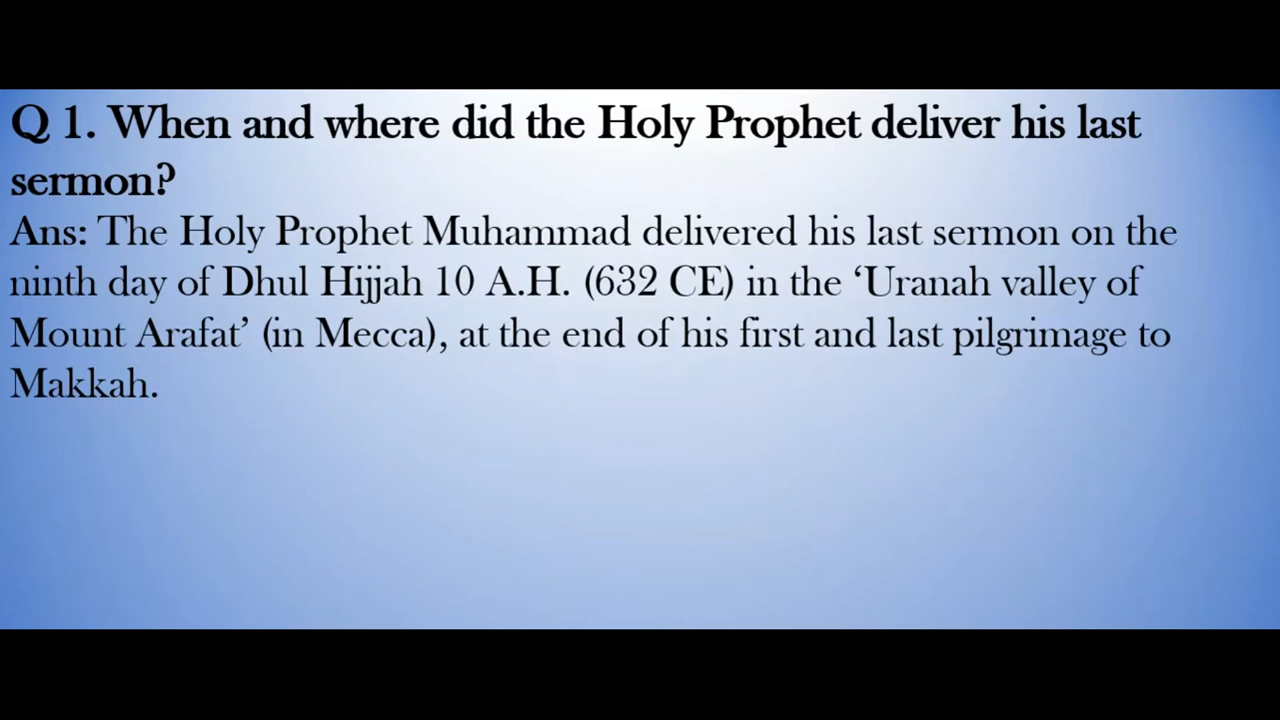 Q 1. When and where did the Holy Prophet deliver his last
sermon?
Ans: The Holy Prophet Muhammad delivered his last sermon on the
ninth day of Dhul Hijjah 10 A.H. (632 CE) in the ‘Uranah valley of
Mount Arafat’ (in Mecca), at the end of his first and last pilgrimage to
Makkah.